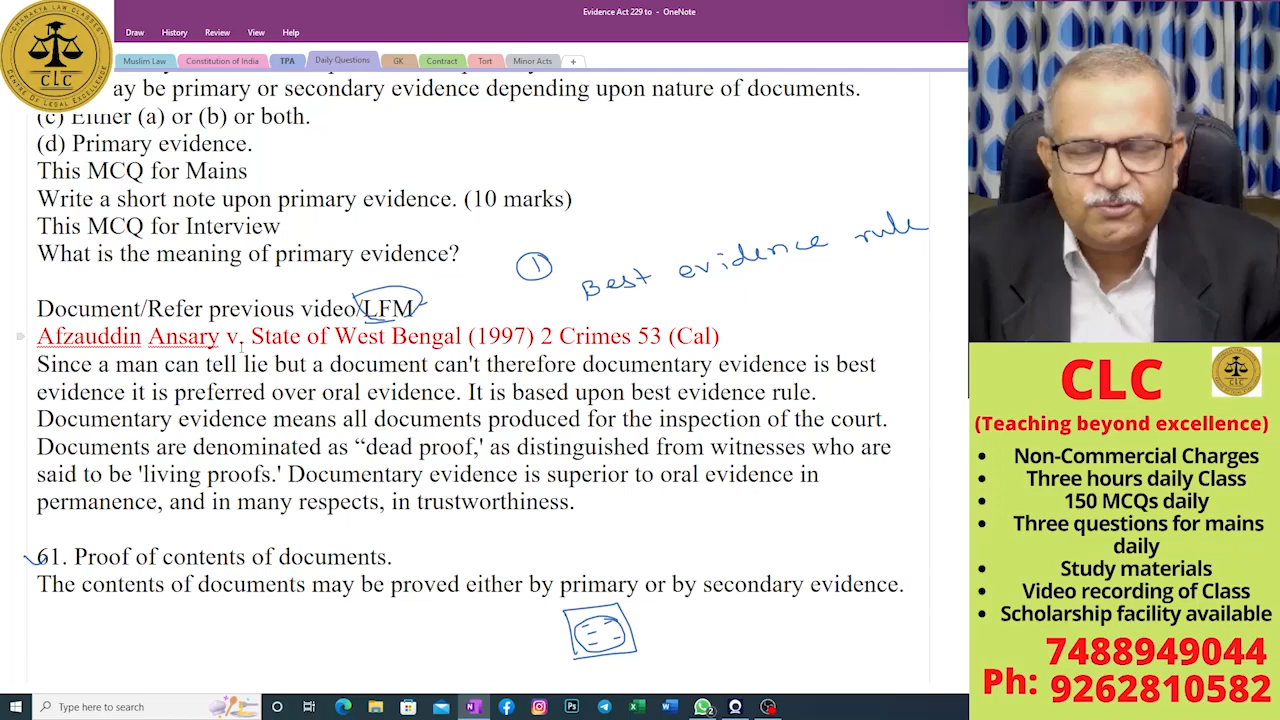 Evidence Act 229 to - OneNote
Draw History Review View Help
Muslim Law Constitution of India TPA Daily Questions GK Contract Tort Minor Acts +
ay be primary or secondary evidence depending upon nature of documents.
(c) Either (a) or (b) or both.
(d) Primary evidence.
This MCQ for Mains
Write a short note upon primary evidence. (10 marks)
This MCQ for Interview
What is the meaning of primary evidence?
① Best evidence rule
Document/Refer previous video/LFM
Afzauddin Ansary v. State of West Bengal (1997) 2 Crimes 53 (Cal)
Since a man can tell lie but a document can't therefore documentary evidence is best
evidence it is preferred over oral evidence. It is based upon best evidence rule.
Documentary evidence means all documents produced for the inspection of the court.
Documents are denominated as “dead proof,' as distinguished from witnesses who are
said to be 'living proofs.' Documentary evidence is superior to oral evidence in
permanence, and in many respects, in trustworthiness.
61. Proof of contents of documents.
The contents of documents may be proved either by primary or by secondary evidence.
CHANAKYA LAW CLASSES
CLC
CENTRE OF LEGAL EXCELLENCE
CLC
(Teaching beyond excellence)
• Non-Commercial Charges
• Three hours daily Class
• 150 MCQs daily
• Three questions for mains
daily
• Study materials
• Video recording of Class
• Scholarship facility available
Ph: 7488949044
9262810582
Type here to search